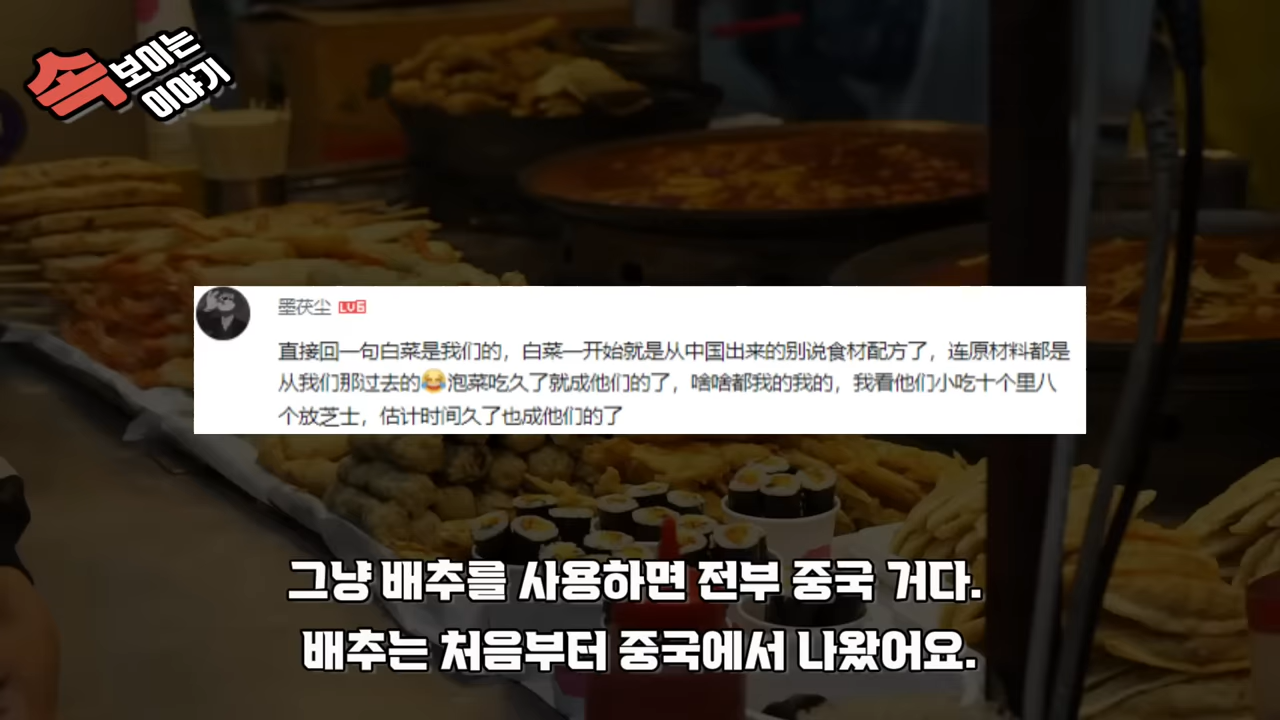 속
보이는
이야기
墨茯尘 LV6
直接回一句白菜是我们的，白菜一开始就是从中国出来的别说食材配方了，连原材料都是
从我们那过去的😂泡菜吃久了就成他们的了，啥啥都我的我的，我看他们小吃十个里八
个放芝士，估计时间久了也成他们的了
그냥 배추를 사용하면 전부 중국 거다.
배추는 처음부터 중국에서 나왔어요.